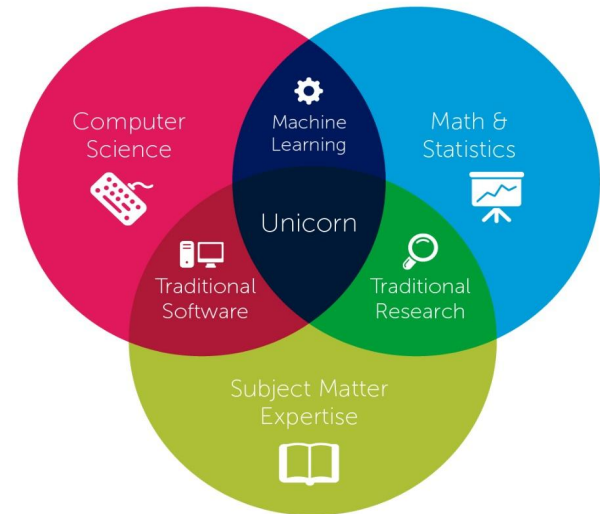 Computer
Science
Machine
Learning
Math &
Statistics
Unicorn
Traditional
Software
Traditional
Research
Subject Matter
Expertise